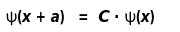 ψ(x + a) = C · ψ(x)